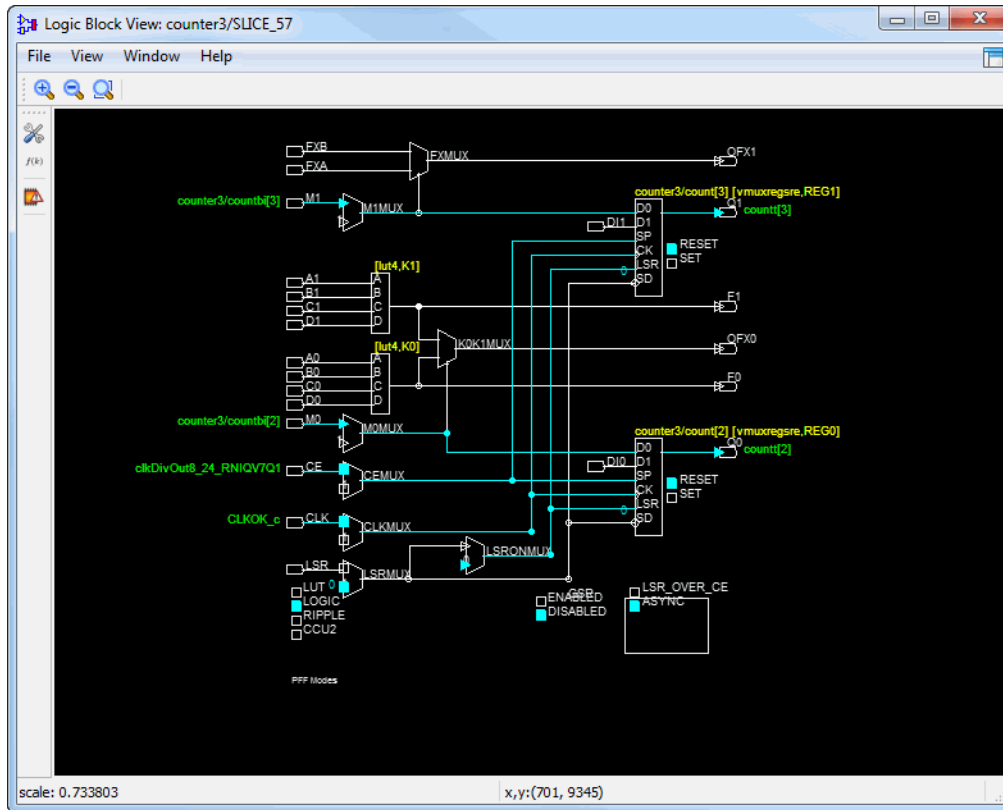 Logic Block View: counter3/SLICE_57
File View Window Help
f(k)
FXB
FXA
FXMUX
OFX1
counter3/countbi[3]
M1
M1MUX
counter3/count[3] [vmuxregsre,REG1]
D0
D1
SP
CK
LSR
SD
DI1
0
RESET
SET
Q1
countt[3]
[lut4,K1]
A1
B1
C1
D1
A
B
C
D
F1
K0K1MUX
OFX0
[lut4,K0]
A0
B0
C0
D0
A
B
C
D
F0
counter3/countbi[2]
M0
M0MUX
counter3/count[2] [vmuxregsre,REG0]
D0
D1
SP
CK
LSR
SD
DI0
0
RESET
SET
Q0
countt[2]
clkDivOut8_24_RNIQV7Q1
CE
CEMUX
CLKOK_c
CLK
CLKMUX
LSR
LSRMUX
0
LSRONMUX
0
LUT
LOGIC
RIPPLE
CCU2
GSR
ENABLED
DISABLED
LSR_OVER_CE
ASYNC
PFF Modes
scale: 0.733803
x,y:(701, 9345)